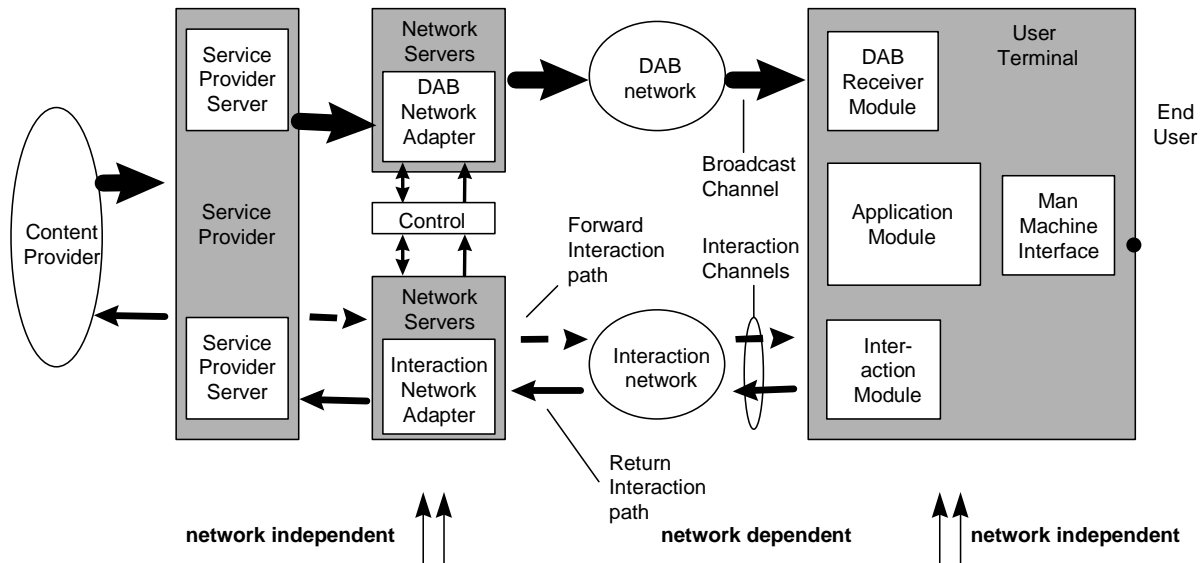 Service
Provider
Server
Network
Servers
DAB
Network
Adapter
DAB
network
User
Terminal
DAB
Receiver
Module
End
User
Broadcast
Channel
Content
Provider
Service
Provider
Control
Forward
Interaction
path
Interaction
Channels
Application
Module
Man
Machine
Interface
Network
Servers
Service
Provider
Server
Interaction
Network
Adapter
Interaction
network
Inter-
action
Module
Return
Interaction
path
network independent
network dependent
network independent